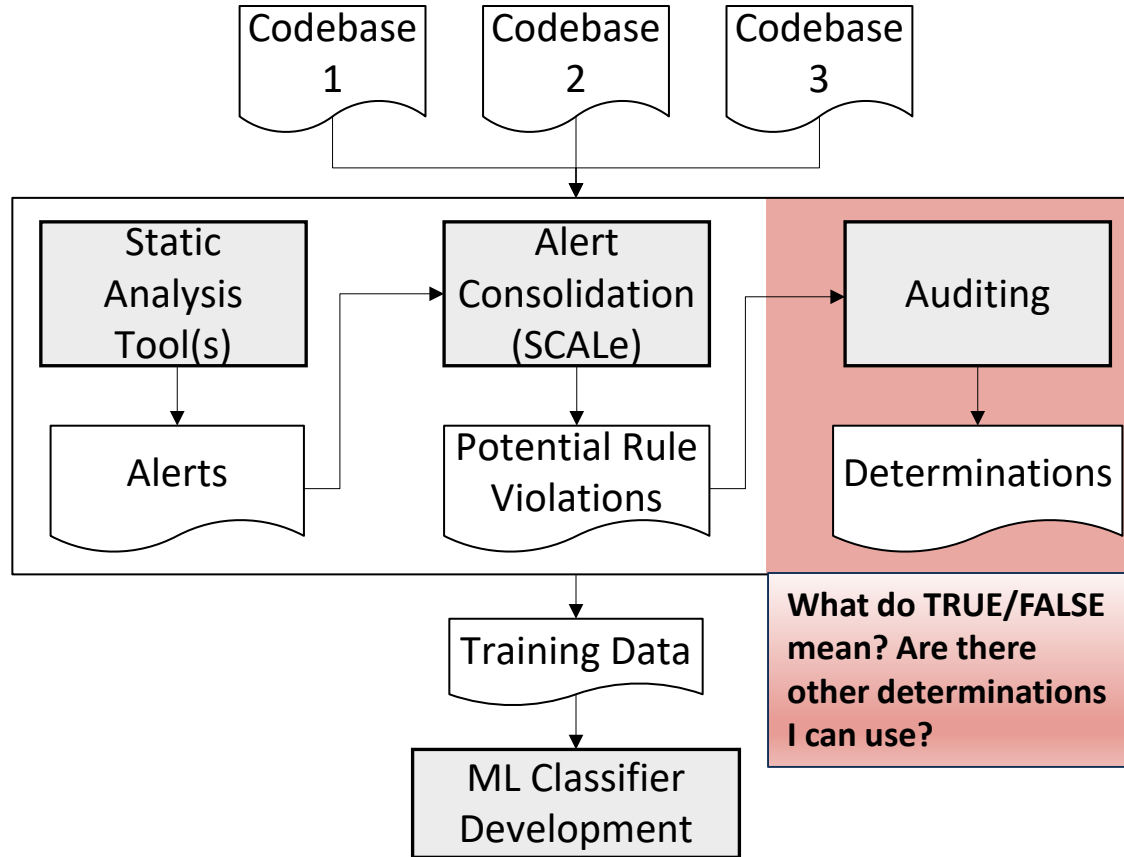 Codebase
1
Codebase
2
Codebase
3
Static
Analysis
Tool(s)
Alert
Consolidation
(SCALe)
Auditing
Alerts
Potential Rule
Violations
Determinations
Training Data
What do TRUE/FALSE
mean? Are there
other determinations
I can use?
ML Classifier
Development